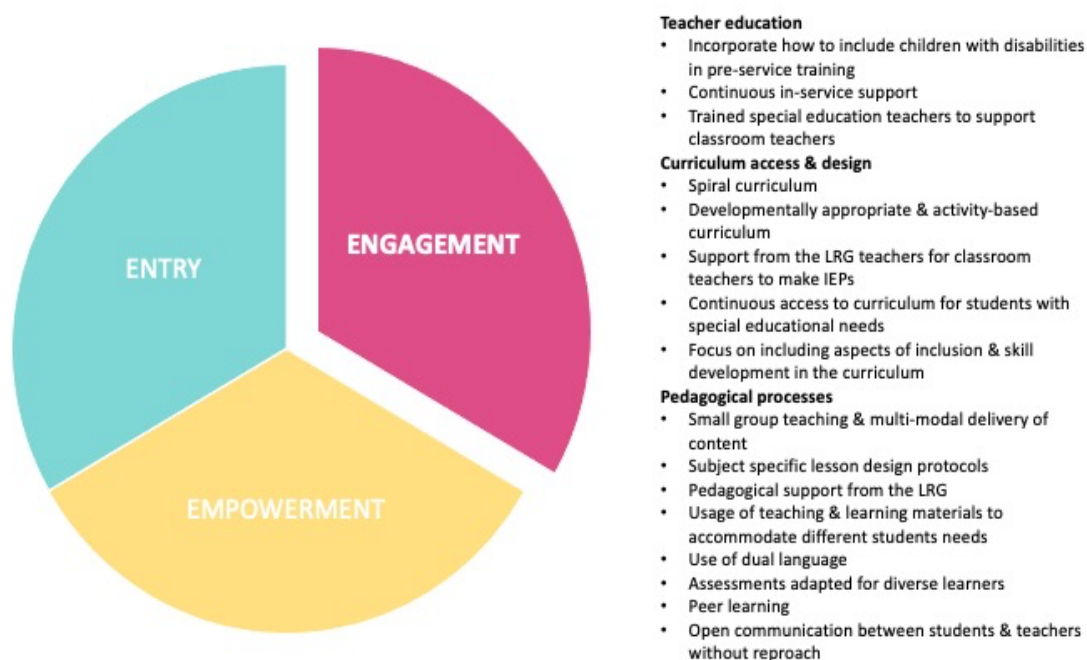 ENTRY
ENGAGEMENT
EMPOWERMENT
Teacher education
• Incorporate how to include children with disabilities
in pre-service training
• Continuous in-service support
• Trained special education teachers to support
classroom teachers
Curriculum access & design
• Spiral curriculum
• Developmentally appropriate & activity-based
curriculum
• Support from the LRG teachers for classroom
teachers to make IEPs
• Continuous access to curriculum for students with
special educational needs
• Focus on including aspects of inclusion & skill
development in the curriculum
Pedagogical processes
• Small group teaching & multi-modal delivery of
content
• Subject specific lesson design protocols
• Pedagogical support from the LRG
• Usage of teaching & learning materials to
accommodate different students needs
• Use of dual language
• Assessments adapted for diverse learners
• Peer learning
• Open communication between students & teachers
without reproach